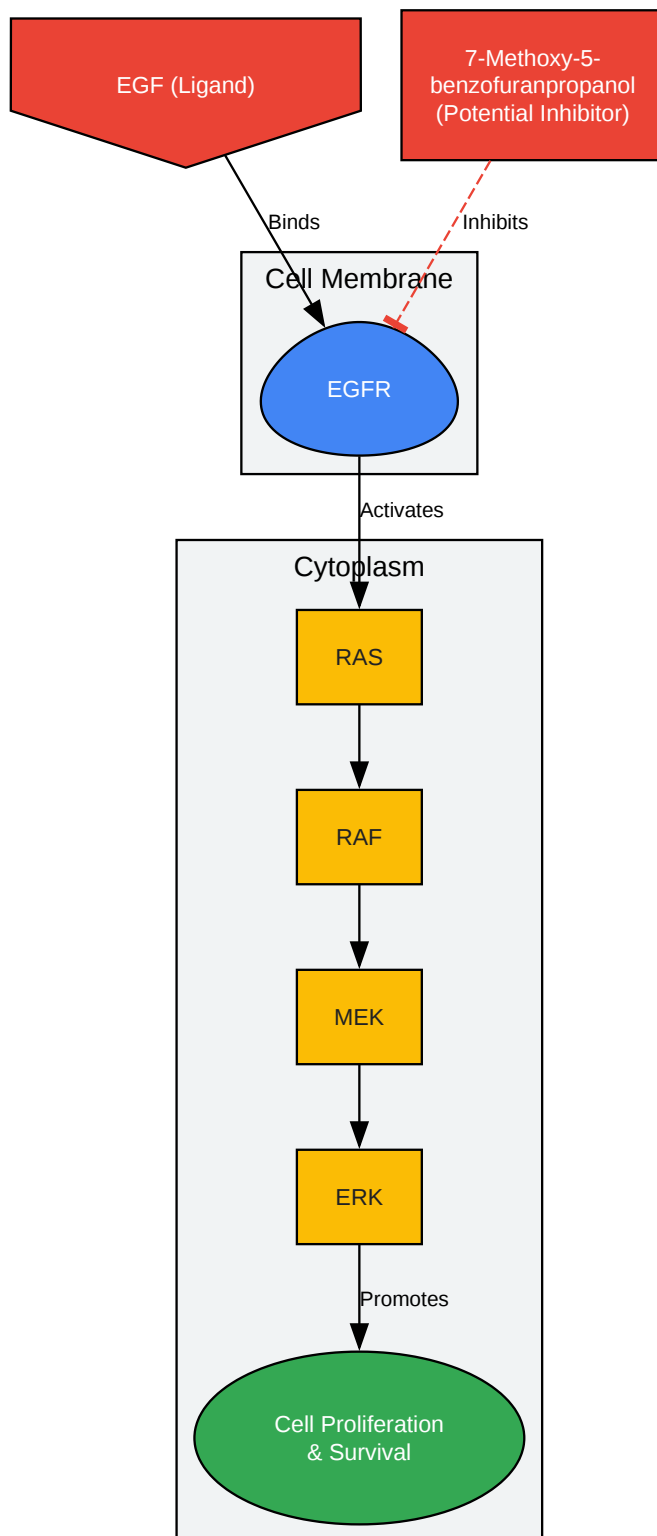 EGF (Ligand)
7-Methoxy-5-
benzofuranpropanol
(Potential Inhibitor)
Binds
Inhibits
Cell Membrane
EGFR
Activates
Cytoplasm
RAS
RAF
MEK
ERK
Promotes
Cell Proliferation
& Survival